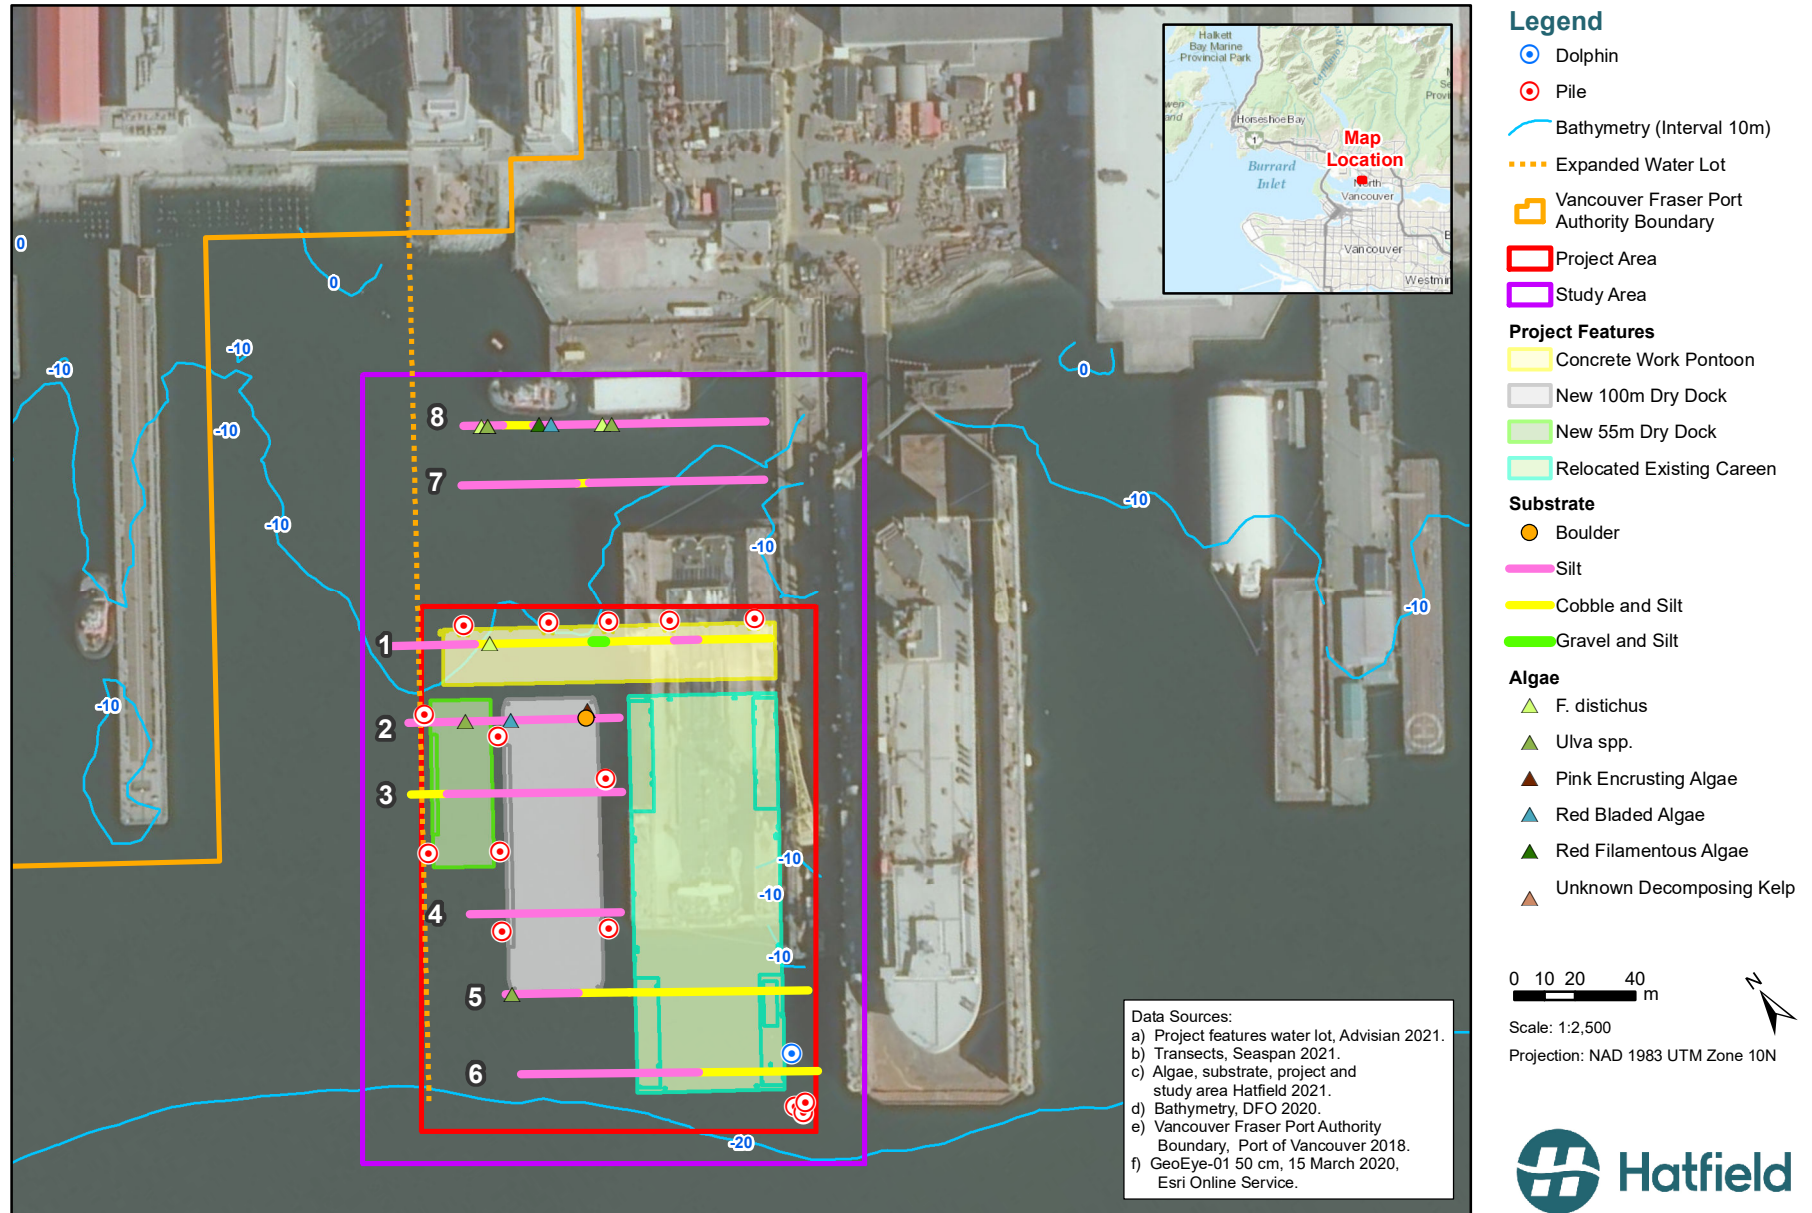 Legend
Dolphin
Pile
Bathymetry (Interval 10m)
Expanded Water Lot
Vancouver Fraser Port
Authority Boundary
Project Area
Study Area
Project Features
Concrete Work Pontoon
New 100m Dry Dock
New 55m Dry Dock
Relocated Existing Careen
Substrate
Boulder
Silt
Cobble and Silt
Gravel and Silt
Algae
F. distichus
Ulva spp.
Pink Encrusting Algae
Red Bladed Algae
Red Filamentous Algae
Unknown Decomposing Kelp
0 10 20 40
m
N
Scale: 1:2,500
Projection: NAD 1983 UTM Zone 10N
Hatfield
Halkett
Bay Marine
Provincial Park
Horseshoe Bay
1
Map
Location
Burrard
Inlet
North
Vancouver
Vancouver
Westmin
0
0
0
-10
-10
-10
-10
-10
-10
-10
-10
-10
-10
-10
-10
-20
8
7
1
2
3
4
5
6
Data Sources:
a) Project features water lot, Advisian 2021.
b) Transects, Seaspan 2021.
c) Algae, substrate, project and
study area Hatfield 2021.
d) Bathymetry, DFO 2020.
e) Vancouver Fraser Port Authority
Boundary, Port of Vancouver 2018.
f) GeoEye-01 50 cm, 15 March 2020,
Esri Online Service.